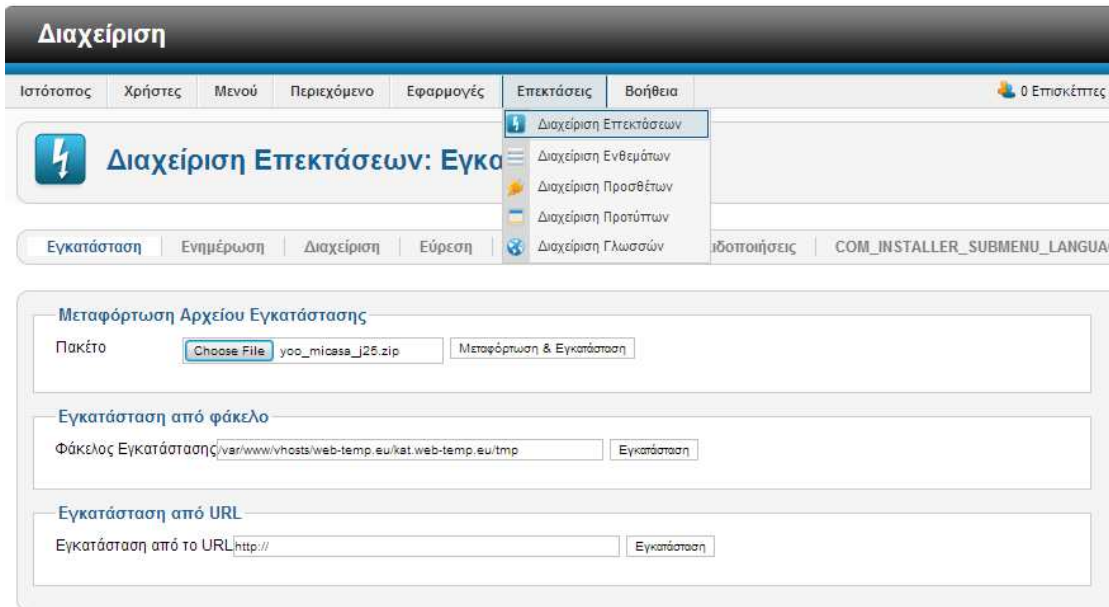 Διαχείριση
Ιστότοπος Χρήστες Μενού Περιεχόμενο Εφαρμογές Επεκτάσεις Βοήθεια 0 Επισκέπτες
Διαχείριση Επεκτάσεων
Διαχείριση Ενθεμάτων
Διαχείριση Προσθέτων
Διαχείριση Προτύπων
Διαχείριση Γλωσσών
Διαχείριση Επεκτάσεων: Εγκα
Εγκατάσταση Ενημέρωση Διαχείριση Εύρεση ιδοποιήσεις COM_INSTALLER_SUBMENU_LANGUA
Μεταφόρτωση Αρχείου Εγκατάστασης
Πακέτο Choose File yoo_micasa_j25.zip Μεταφόρτωση & Εγκατάσταση
Εγκατάσταση από φάκελο
Φάκελος Εγκατάστασης /var/www/vhosts/web-temp.eu/kat.web-temp.eu/tmp Εγκατάσταση
Εγκατάσταση από URL
Εγκατάσταση από το URL http:// Εγκατάσταση